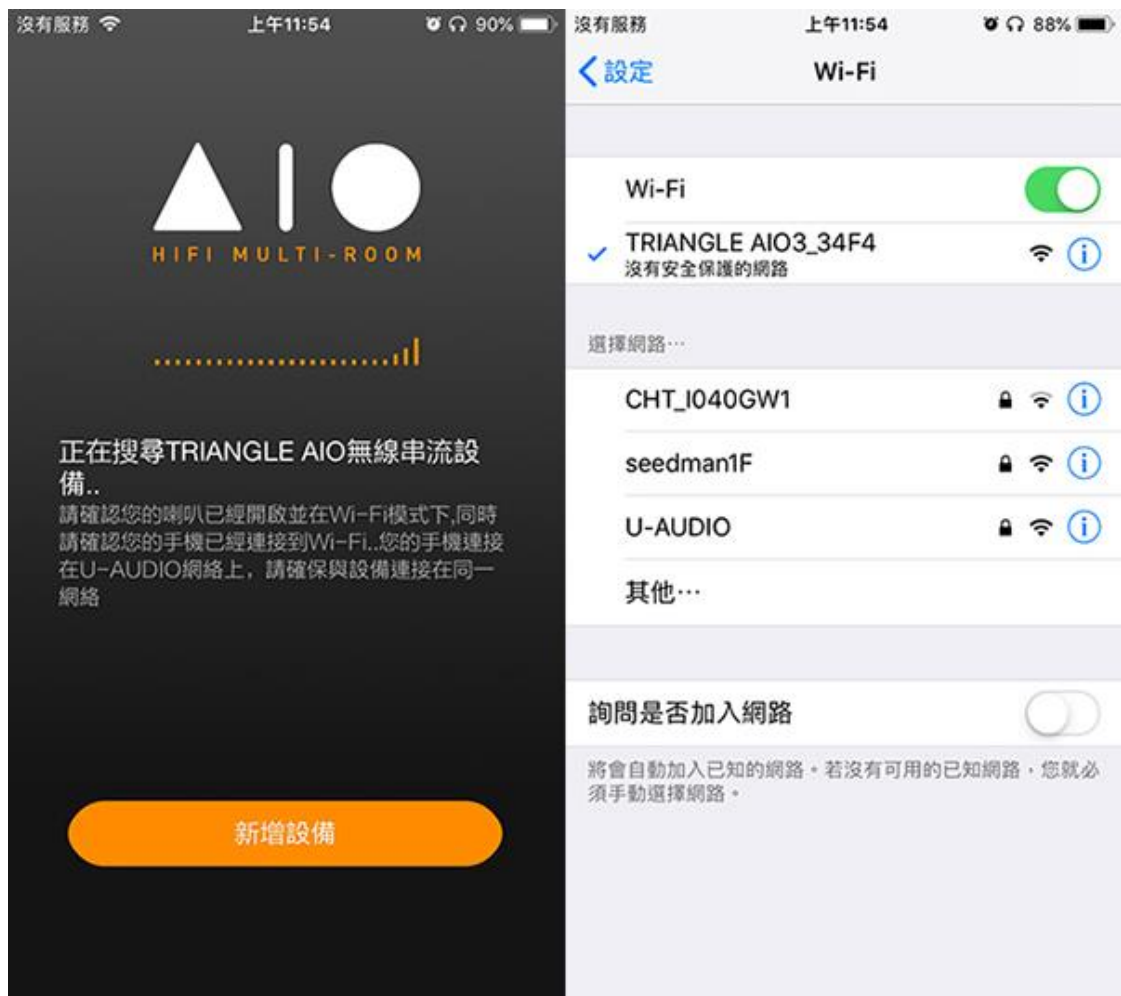 沒有服務 上午11:54 90%
AIO
HIFI MULTI-ROOM
正在搜尋TRIANGLE AIO無線串流設
備..
請確認您的喇叭已經開啟並在Wi-Fi模式下,同時
請確認您的手機已經連接到Wi-Fi..您的手機連接
在U-AUDIO網絡上，請確保與設備連接在同一
網絡
新增設備
沒有服務 上午11:54 88%
設定 Wi-Fi
Wi-Fi
TRIANGLE AIO3_34F4
沒有安全保護的網路
選擇網路⋯
CHT_I040GW1
seedman1F
U-AUDIO
其他⋯
詢問是否加入網路
將會自動加入已知的網路。若沒有可用的已知網路，您就必
須手動選擇網路。